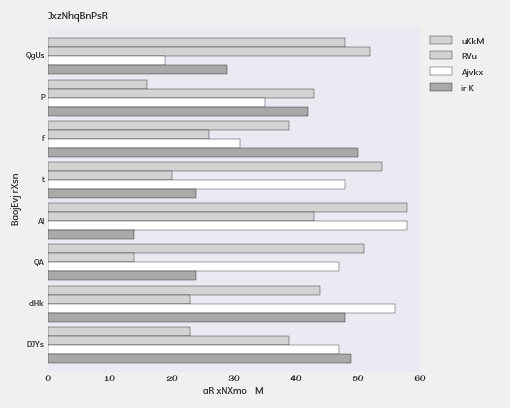 JxzNhqBnPsR
uKkM
RVu
Ajvkx
ir K
QgUs
P
f
t
AI
QA
dHk
DJYs
BaojEvj rXsn
0 10 20 30 40 50 60
aR xNXmo M